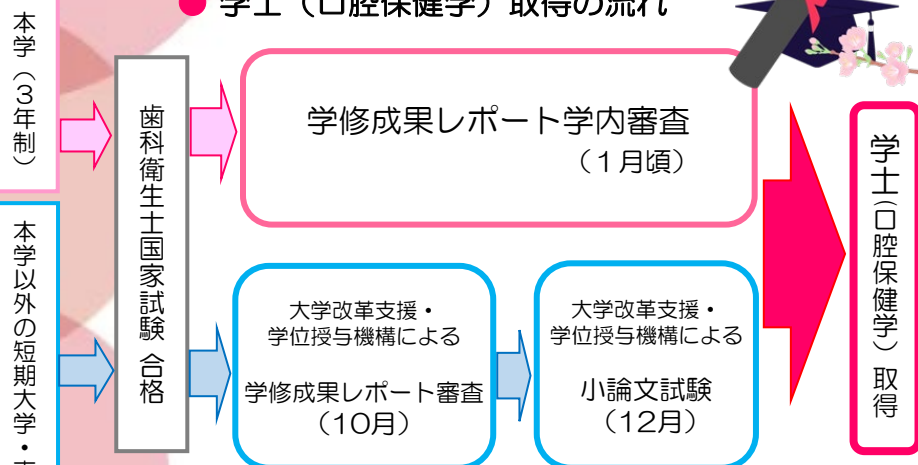 ● 学士（口腔保健学）取得の流れ
本学（３年制）
本学以外の短期大学・
歯科衛生士国家試験 合格
学修成果レポート学内審査
（１月頃）
大学改革支援・
学位授与機構による
学修成果レポート審査
（10月）
大学改革支援・
学位授与機構による
小論文試験
（12月）
学士（口腔保健学）取得